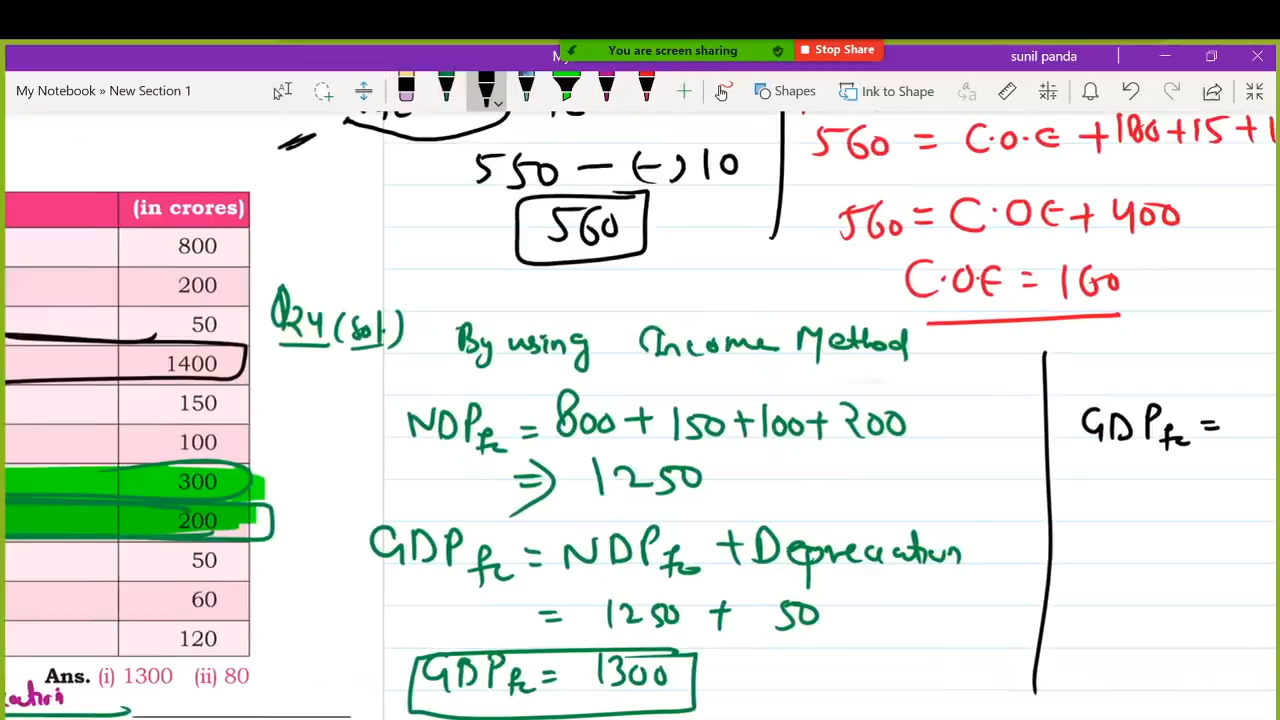 You are screen sharing
Stop Share
sunil panda
My Notebook » New Section 1
Shapes
Ink to Shape
(in crores)
800
200
50
1400
150
100
300
200
50
60
120
Ans. (i) 1300 (ii) 80
550 - (-) 10
560
560 = C.O.E + 180 + 15 +
560 = C.OE + 400
C.O.E = 160
Q24 (sol.)
By using Income Method
NDPfc = 800 + 150 + 100 + 200
⇒ 1250
GDPfc = NDPfc + Depreciation
= 1250 + 50
GDPfc = 1300
GDPfc =